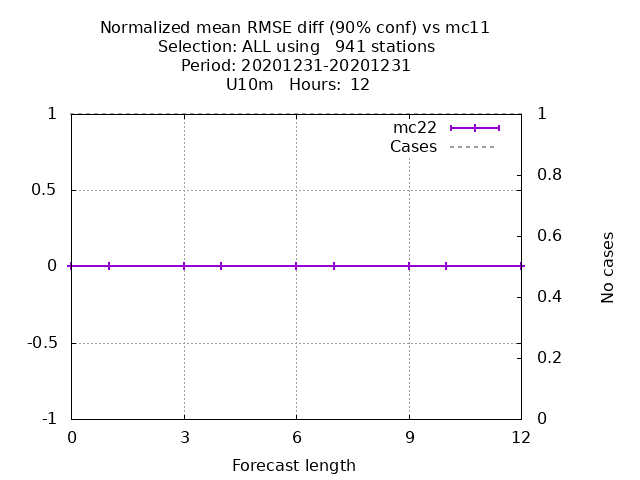 Normalized mean RMSE diff (90% conf) vs mc11
Selection: ALL using   941 stations
Period: 20201231-20201231
U10m   Hours:  12
mc22
Cases
1
0.5
0
-0.5
-1
1
0.8
0.6
0.4
0.2
0
No cases
0 3 6 9 12
Forecast length